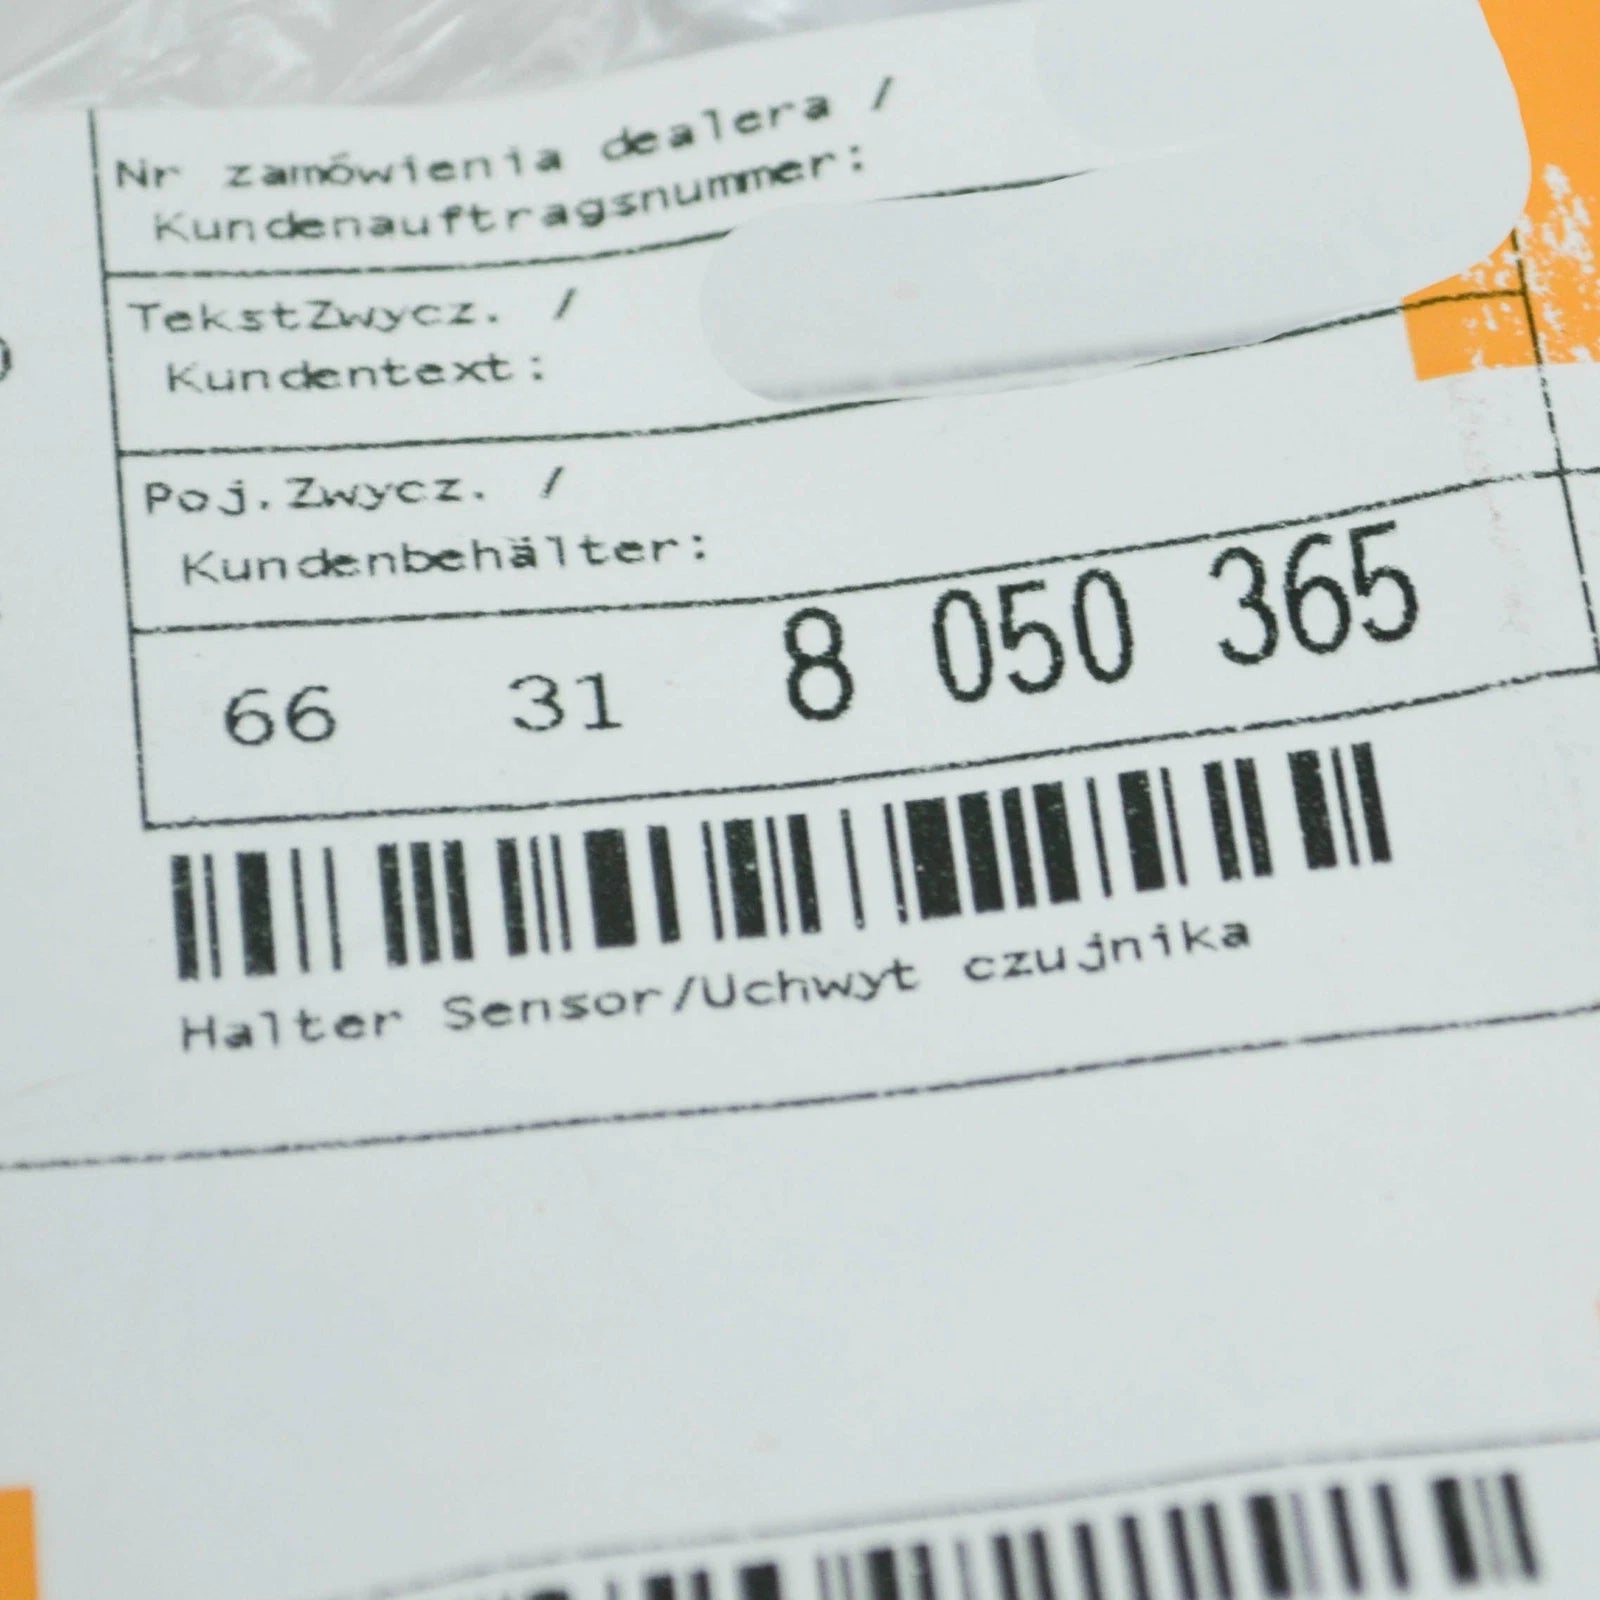 Nr zamówienia dealera /
Kundenauftragsnummer:
TekstZwycz. /
Kundentext:
Poj.Zwycz. /
Kundenbehälter:
66 31 8 050 365
Halter Sensor/Uchwyt czujnika